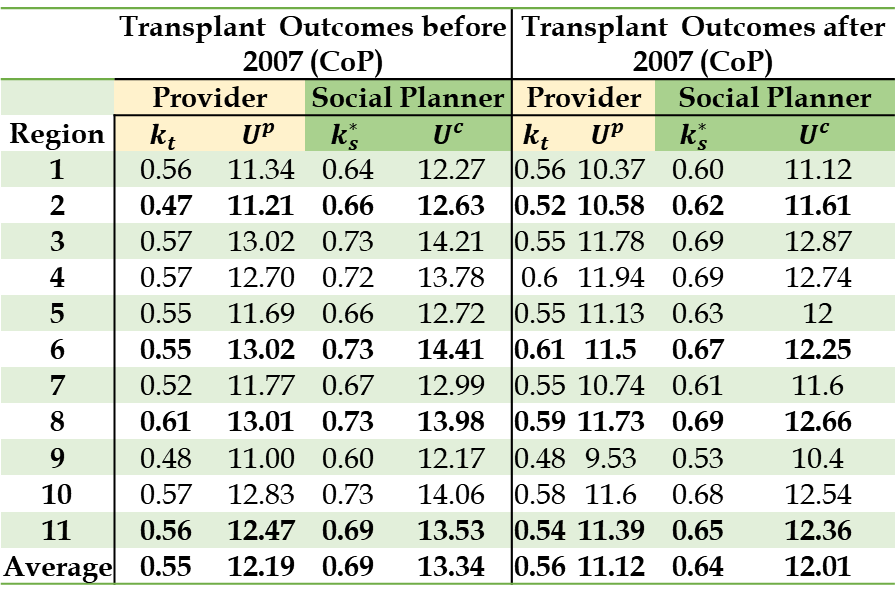 Transplant Outcomes before 2007 (CoP) Transplant Outcomes after 2007 (CoP)
Provider Social Planner Provider Social Planner
Region k_t U^p k_s^* U^c k_t U^p k_s^* U^c
1 0.56 11.34 0.64 12.27 0.56 10.37 0.60 11.12
2 0.47 11.21 0.66 12.63 0.52 10.58 0.62 11.61
3 0.57 13.02 0.73 14.21 0.55 11.78 0.69 12.87
4 0.57 12.70 0.72 13.78 0.6 11.94 0.69 12.74
5 0.55 11.69 0.66 12.72 0.55 11.13 0.63 12
6 0.55 13.02 0.73 14.41 0.61 11.5 0.67 12.25
7 0.52 11.77 0.67 12.99 0.55 10.74 0.61 11.6
8 0.61 13.01 0.73 13.98 0.59 11.73 0.69 12.66
9 0.48 11.00 0.60 12.17 0.48 9.53 0.53 10.4
10 0.57 12.83 0.73 14.06 0.58 11.6 0.68 12.54
11 0.56 12.47 0.69 13.53 0.54 11.39 0.65 12.36
Average 0.55 12.19 0.69 13.34 0.56 11.12 0.64 12.01